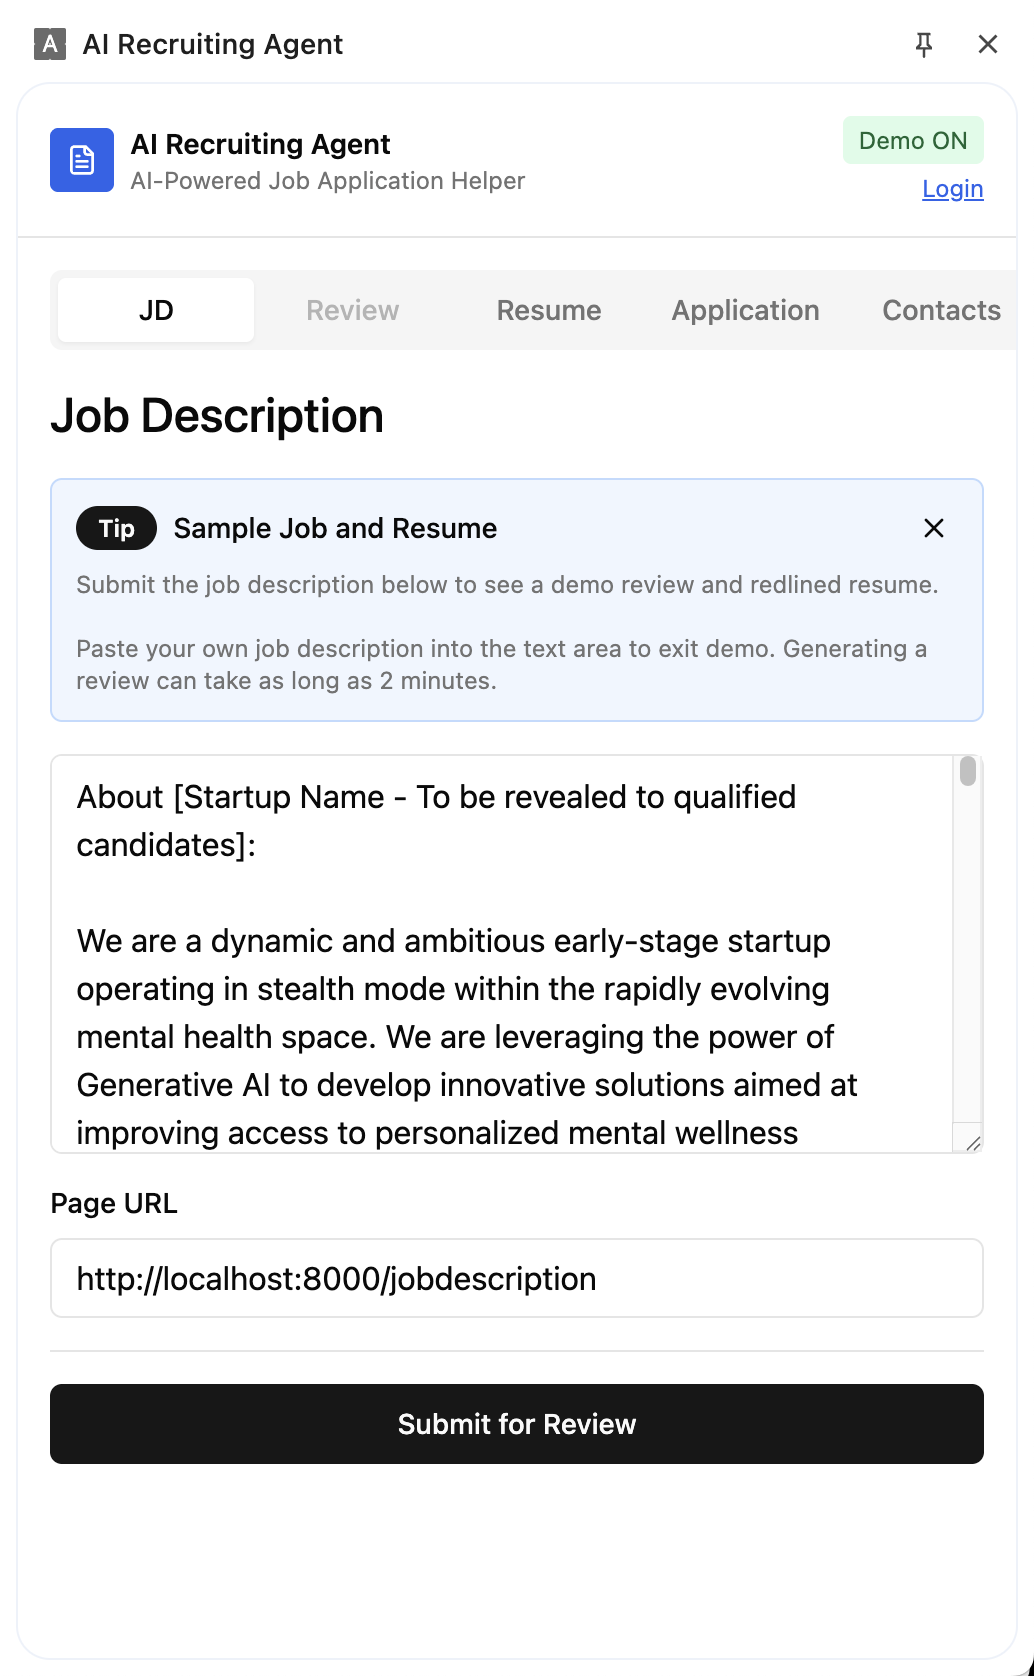 A AI Recruiting Agent
AI Recruiting Agent
AI-Powered Job Application Helper
Demo ON
Login
JD Review Resume Application Contacts
Job Description
Tip Sample Job and Resume
Submit the job description below to see a demo review and redlined resume.
Paste your own job description into the text area to exit demo. Generating a
review can take as long as 2 minutes.
About [Startup Name - To be revealed to qualified
candidates]:
We are a dynamic and ambitious early-stage startup
operating in stealth mode within the rapidly evolving
mental health space. We are leveraging the power of
Generative AI to develop innovative solutions aimed at
improving access to personalized mental wellness
Page URL
http://localhost:8000/jobdescription
Submit for Review